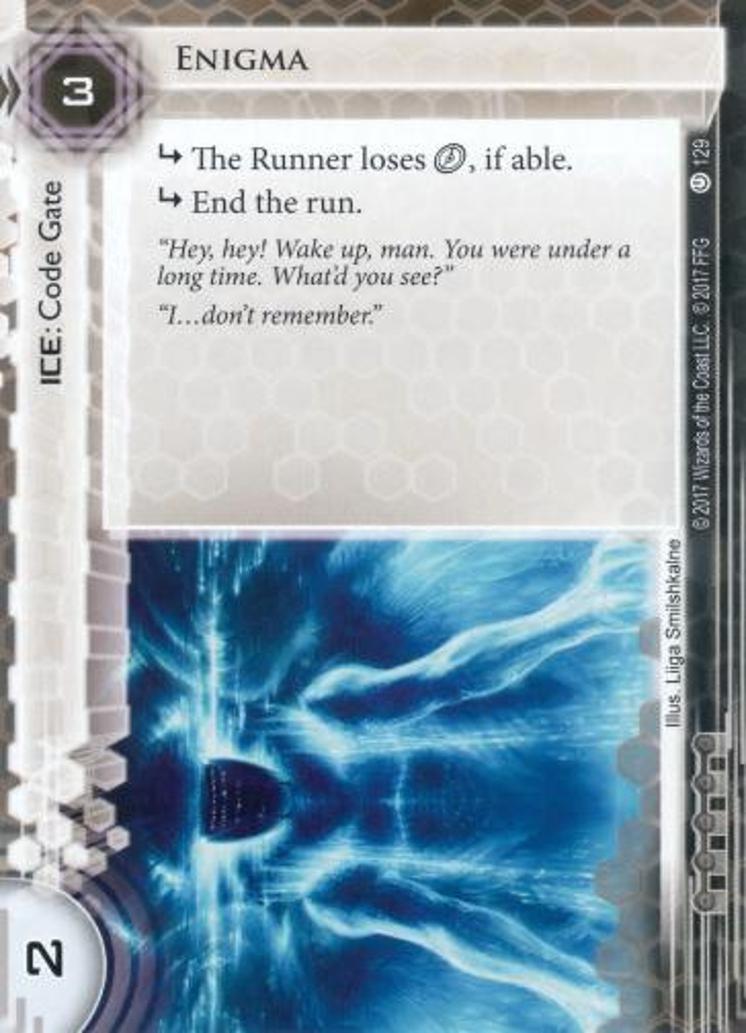 ENIGMA
3
ICE: Code Gate
↳ The Runner loses , if able.
↳ End the run.
“Hey, hey! Wake up, man. You were under a
long time. What’d you see?”
“I…don’t remember.”
© 2017 Wizards of the Coast LLC. © 2017 FFG 129
Illus. Liiga Smilshkalne
2